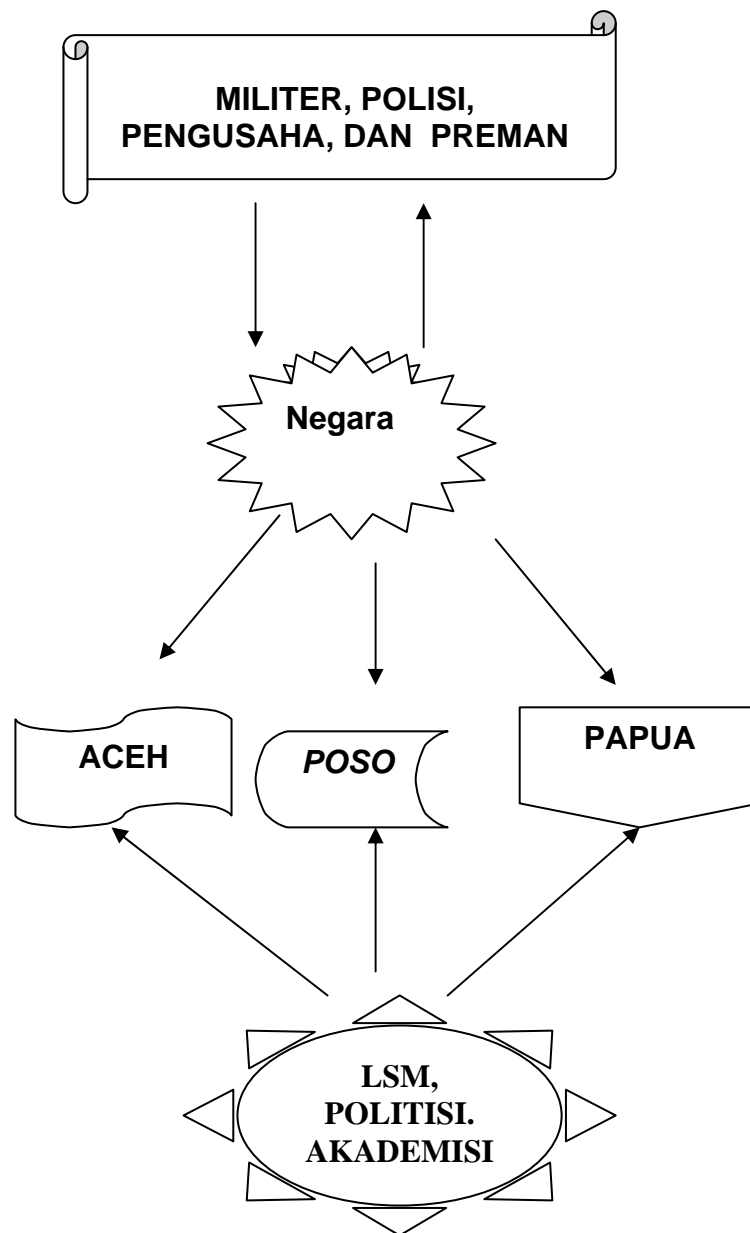 MILITER, POLISI,
PENGUSAHA, DAN PREMAN
Negara
ACEH
POSO
PAPUA
LSM,
POLITISI.
AKADEMISI